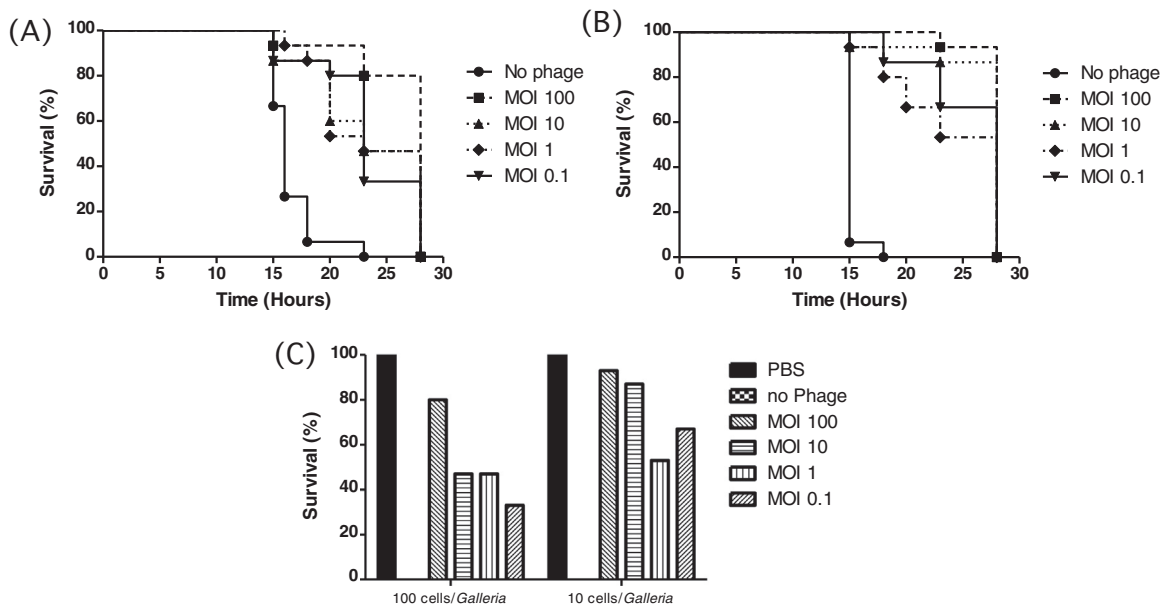 (A)
Survival (%)
100
80
60
40
20
0
0 5 10 15 20 25 30
Time (Hours)
No phage
MOI 100
MOI 10
MOI 1
MOI 0.1
(B)
Survival (%)
100
80
60
40
20
0
0 5 10 15 20 25 30
Time (Hours)
No phage
MOI 100
MOI 10
MOI 1
MOI 0.1
(C)
Survival (%)
100
80
60
40
20
0
100 cells/Galleria 10 cells/Galleria
PBS
no Phage
MOI 100
MOI 10
MOI 1
MOI 0.1